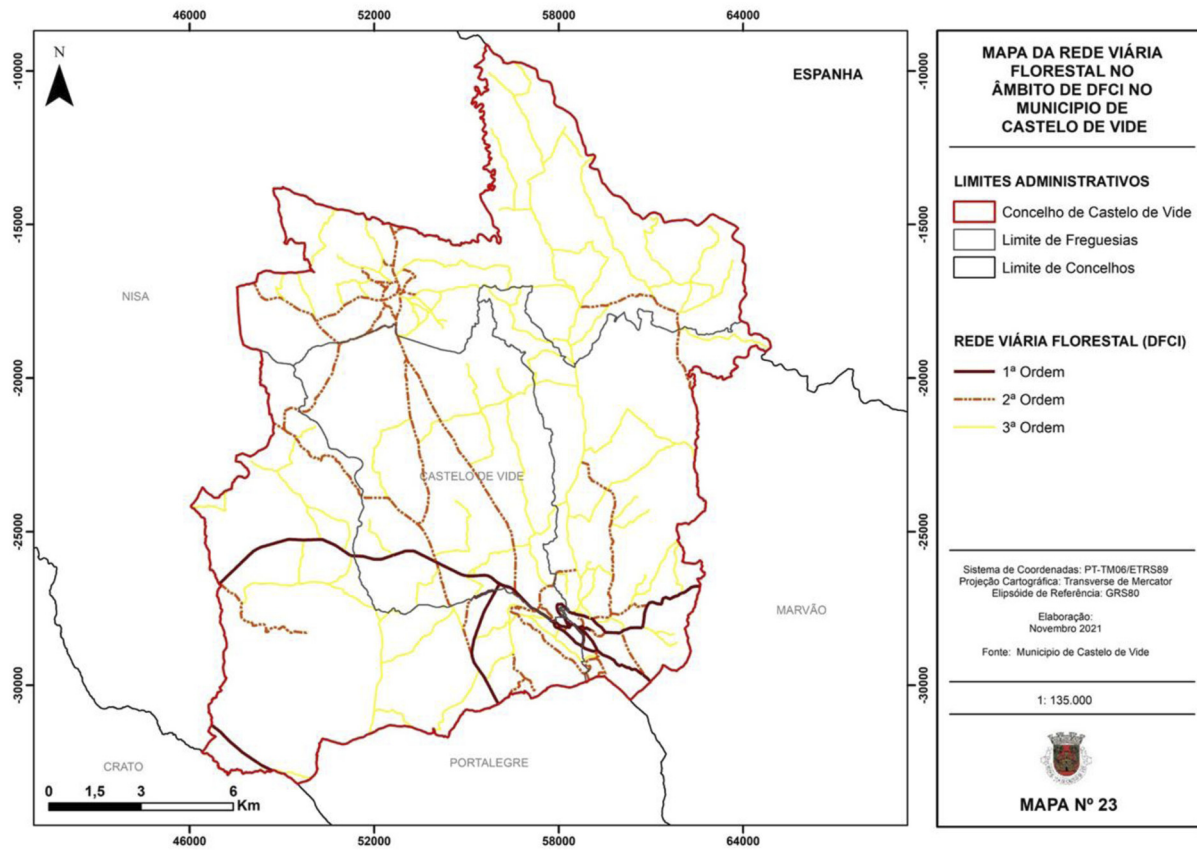 46000 52000 58000 64000
N
ESPANHA
NISA
CASTELO DE VIDE
MARVÃO
CRATO
PORTALEGRE
-10000 -10000
-15000 -15000
-20000 -20000
-25000 -25000
-30000 -30000
0 1,5 3 6
Km
46000 52000 58000 64000
MAPA DA REDE VIÁRIA
FLORESTAL NO
ÂMBITO DE DFCI NO
MUNICIPIO DE
CASTELO DE VIDE
LIMITES ADMINISTRATIVOS
Concelho de Castelo de Vide
Limite de Freguesias
Limite de Concelhos
REDE VIÁRIA FLORESTAL (DFCI)
1ª Ordem
2ª Ordem
3ª Ordem
Sistema de Coordenadas: PT-TM06/ETRS89
Projeção Cartográfica: Transverse de Mercator
Elipsóide de Referência: GRS80
Elaboração:
Novembro 2021
Fonte: Municipio de Castelo de Vide
1: 135.000
MAPA Nº 23